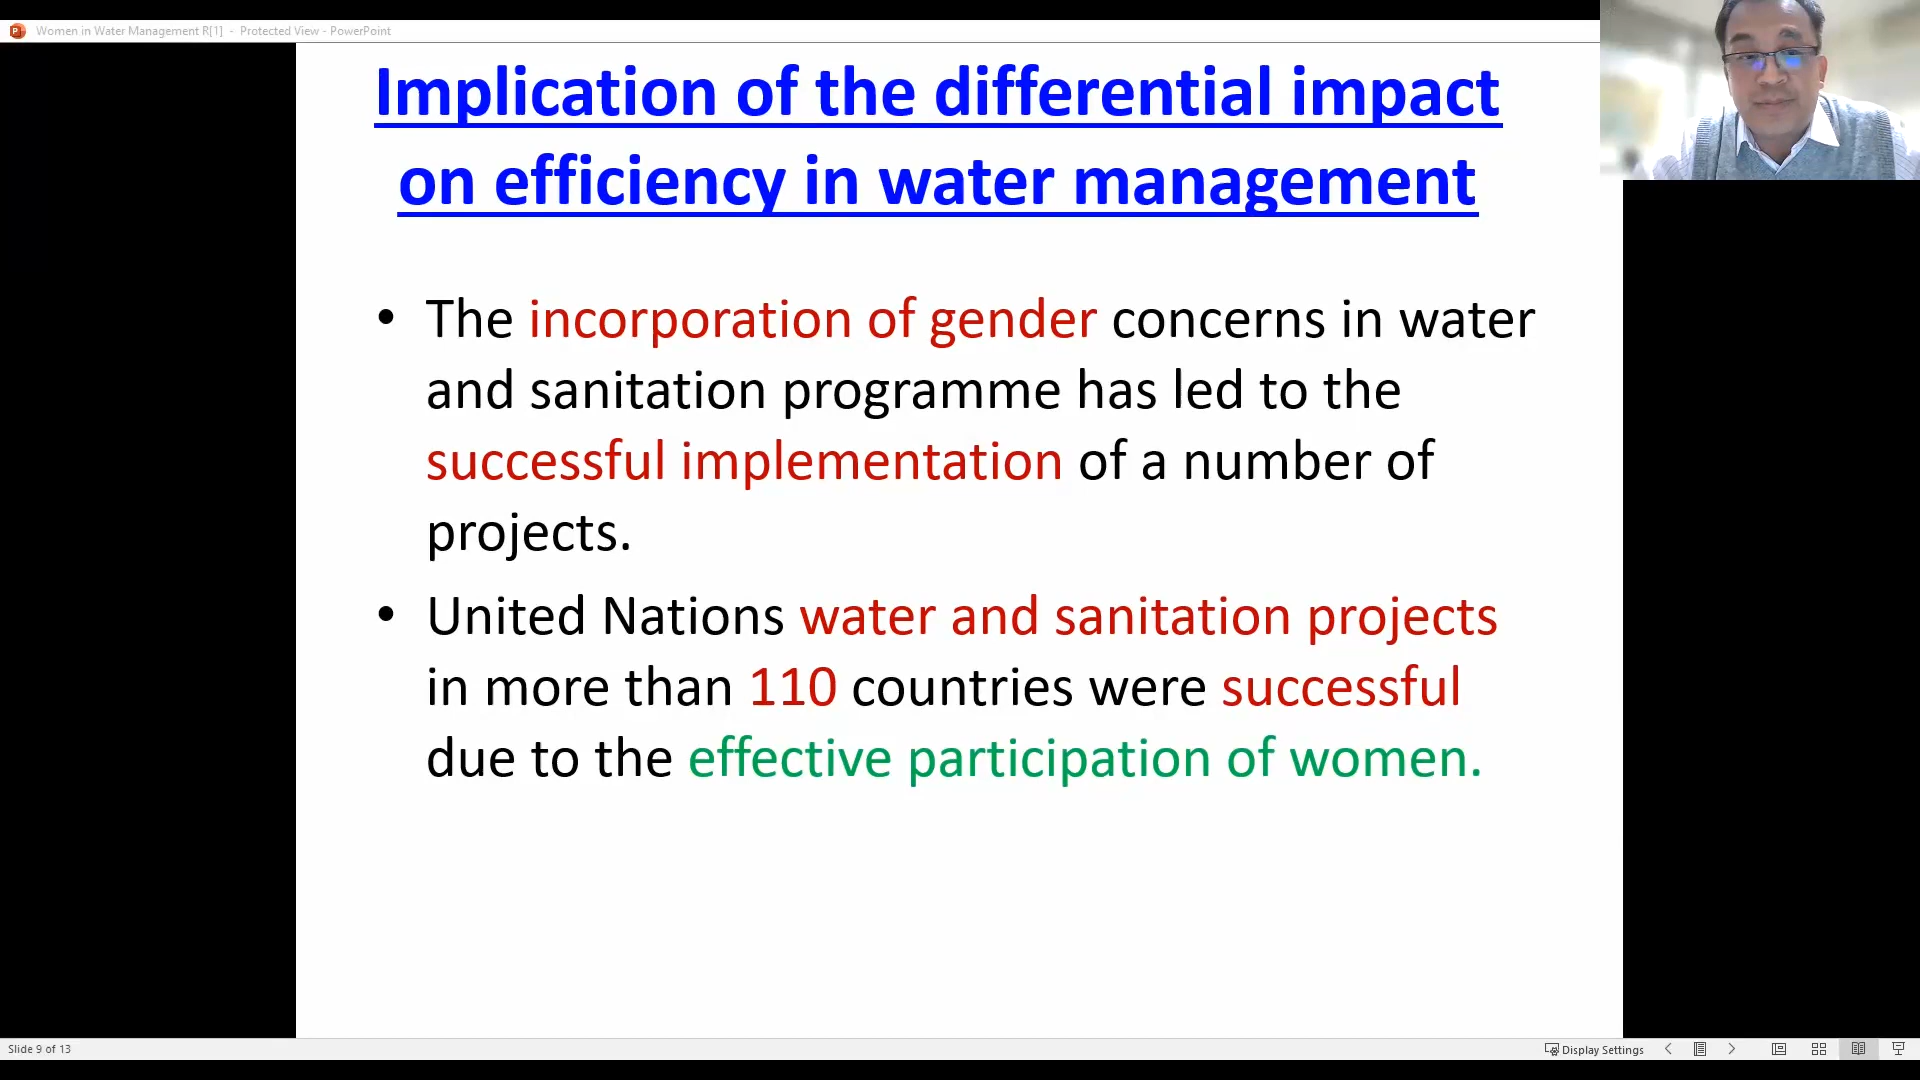 Women in Water Management R[1] - Protected View - PowerPoint
Implication of the differential impact
on efficiency in water management
• The incorporation of gender concerns in water
and sanitation programme has led to the
successful implementation of a number of
projects.
• United Nations water and sanitation projects
in more than 110 countries were successful
due to the effective participation of women.
Slide 9 of 13
Display Settings